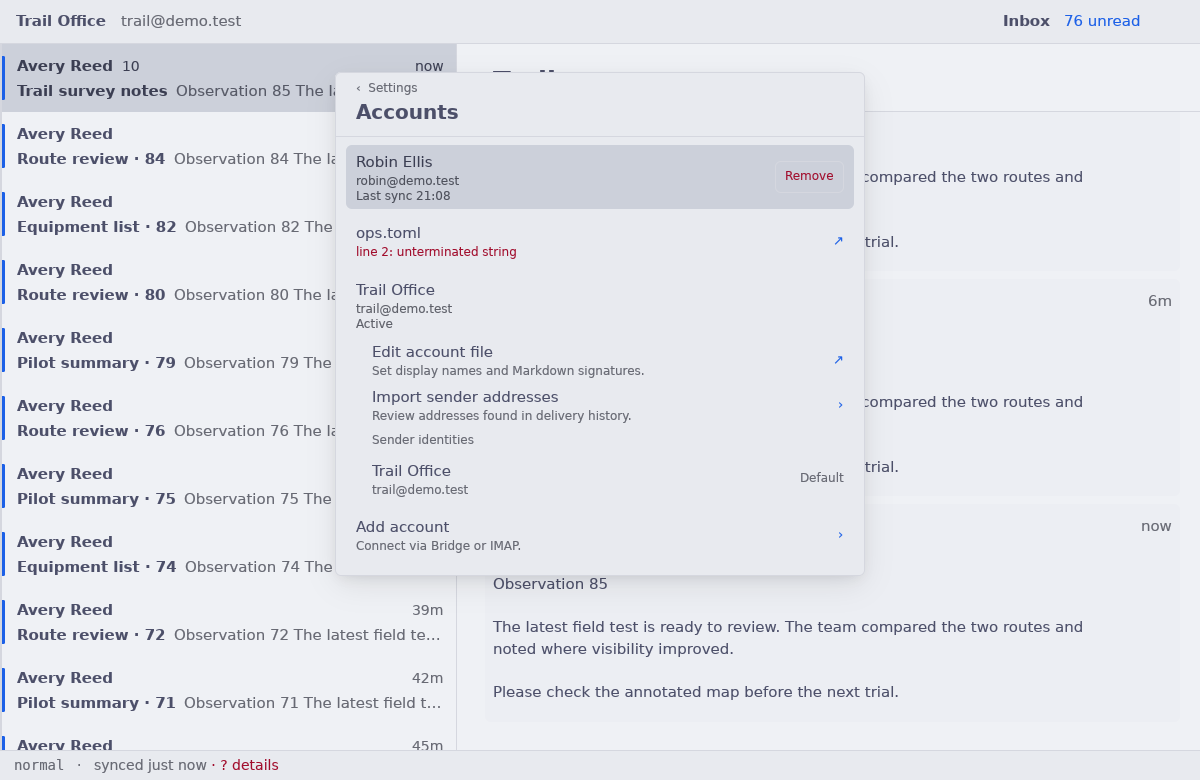 Trail Office trail@demo.test
Inbox 76 unread
Avery Reed 10 now
Trail survey notes Observation 85 The
Avery Reed
Route review · 84 Observation 84 The
Avery Reed
Equipment list · 82 Observation 82 The
Avery Reed
Route review · 80 Observation 80 The
Avery Reed
Pilot summary · 79 Observation 79 The
Avery Reed
Route review · 76 Observation 76 The
Avery Reed
Pilot summary · 75 Observation 75 The
Avery Reed
Equipment list · 74 Observation 74 The
Avery Reed 39m
Route review · 72 Observation 72 The latest field te…
Avery Reed 42m
Pilot summary · 71 Observation 71 The latest field t…
Avery Reed 45m
‹ Settings
Accounts
Robin Ellis
robin@demo.test
Last sync 21:08
Remove
ops.toml
line 2: unterminated string
↗
Trail Office
trail@demo.test
Active
Edit account file
Set display names and Markdown signatures.
↗
Import sender addresses
Review addresses found in delivery history.
›
Sender identities
Trail Office
trail@demo.test
Default
Add account
Connect via Bridge or IMAP.
›
compared the two routes and
trial.
6m
compared the two routes and
trial.
now
Observation 85
The latest field test is ready to review. The team compared the two routes and
noted where visibility improved.
Please check the annotated map before the next trial.
normal · synced just now · ? details